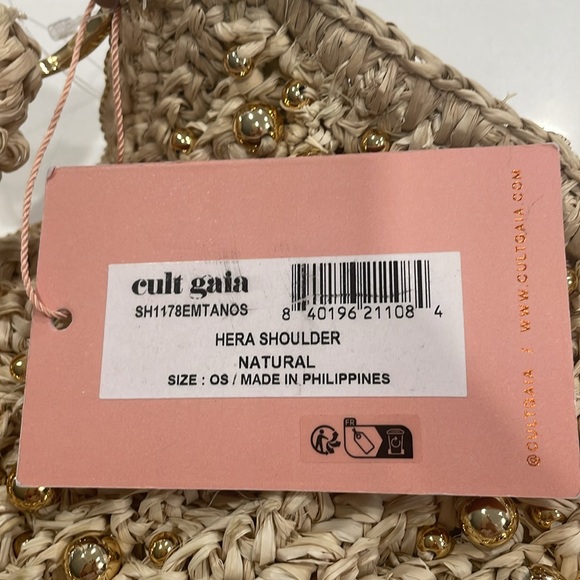 cult gaia
SH1178EMTANOS
8 40196 21108 4
HERA SHOULDER
NATURAL
SIZE : OS / MADE IN PHILIPPINES
FR
@CULTGAIA / WWW.CULTGAIA.COM